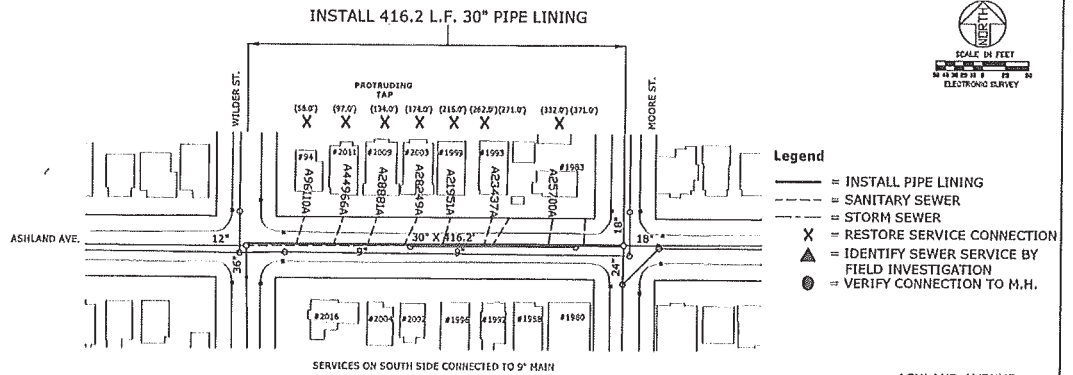 INSTALL 416.2 L.F. 30" PIPE LINING
NORTH
SCALE IN FEET
ELECTRONIC SURVEY
WILDER ST.
MOORE ST.
PROTRUDING
TAP
(97.0') (134.0') (174.0') (216.0') (262.0') (271.0') (332.0') (371.0')
X X X X X X X
#94 #2011 #2009 #2003 #1999 #1993 #1983
A96110A A44966A A28881A A28249A A21951A A23437A A25700A
Legend
= INSTALL PIPE LINING
= SANITARY SEWER
= STORM SEWER
X = RESTORE SERVICE CONNECTION
= IDENTIFY SEWER SERVICE BY
FIELD INVESTIGATION
= VERIFY CONNECTION TO M.H.
ASHLAND AVE.
12"
30" X 416.2'
18"
18"
36"
9"
9"
24"
#2016 #2004 #2002 #1996 #1992 #1988 #1980
SERVICES ON SOUTH SIDE CONNECTED TO 9" MAIN